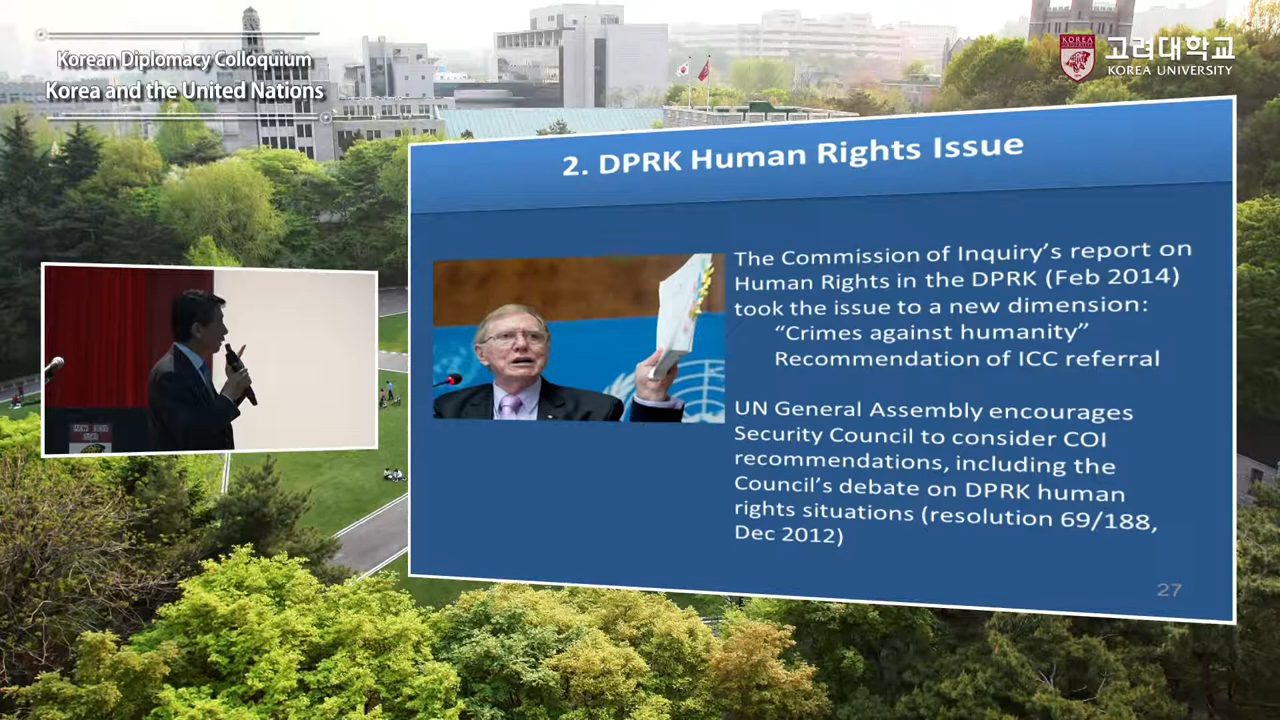 Korean Diplomacy Colloquium
Korea and the United Nations
KOREA
고려대학교
KOREA UNIVERSITY
2. DPRK Human Rights Issue
The Commission of Inquiry's report on
Human Rights in the DPRK (Feb 2014)
took the issue to a new dimension:
"Crimes against humanity"
Recommendation of ICC referral
UN General Assembly encourages
Security Council to consider COI
recommendations, including the
Council's debate on DPRK human
rights situations (resolution 69/188,
Dec 2012)
27